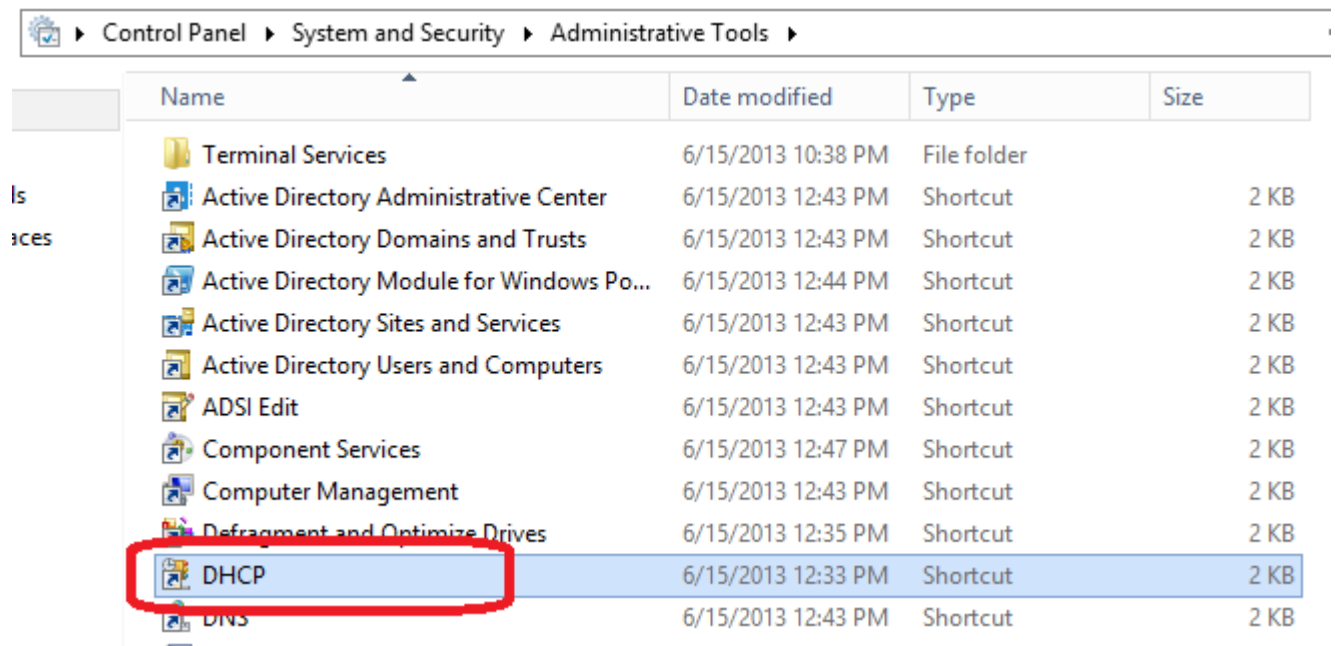 Control Panel System and Security Administrative Tools
Name Date modified Type Size
Terminal Services 6/15/2013 10:38 PM File folder
ls Active Directory Administrative Center 6/15/2013 12:43 PM Shortcut 2 KB
aces Active Directory Domains and Trusts 6/15/2013 12:43 PM Shortcut 2 KB
Active Directory Module for Windows Po... 6/15/2013 12:44 PM Shortcut 2 KB
Active Directory Sites and Services 6/15/2013 12:43 PM Shortcut 2 KB
Active Directory Users and Computers 6/15/2013 12:43 PM Shortcut 2 KB
ADSI Edit 6/15/2013 12:43 PM Shortcut 2 KB
Component Services 6/15/2013 12:47 PM Shortcut 2 KB
Computer Management 6/15/2013 12:43 PM Shortcut 2 KB
Defragment and Optimize Drives 6/15/2013 12:35 PM Shortcut 2 KB
DHCP 6/15/2013 12:33 PM Shortcut 2 KB
DNS 6/15/2013 12:43 PM Shortcut 2 KB